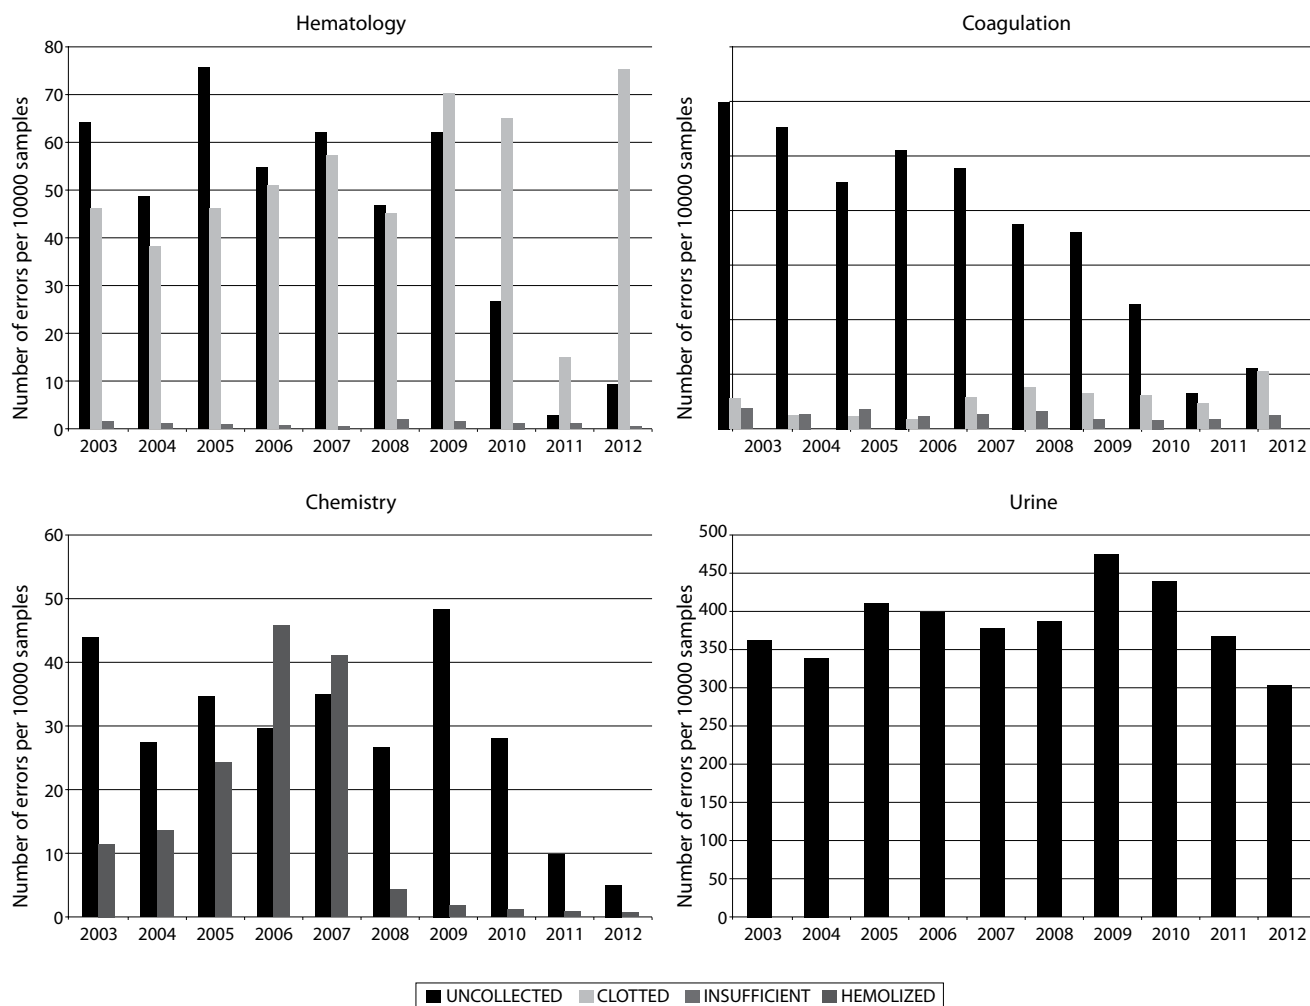 Hematology
Number of errors per 10000 samples
80
70
60
50
40
30
20
10
0
2003 2004 2005 2006 2007 2008 2009 2010 2011 2012
Coagulation
Number of errors per 10000 samples
2003 2004 2005 2006 2007 2008 2009 2010 2011 2012
Chemistry
Number of errors per 10000 samples
60
50
40
30
20
10
0
2003 2004 2005 2006 2007 2008 2009 2010 2011 2012
Urine
Number of errors per 10000 samples
500
450
400
350
300
250
200
150
100
50
0
2003 2004 2005 2006 2007 2008 2009 2010 2011 2012
UNCOLLECTED CLOTTED INSUFFICIENT HEMOLIZED